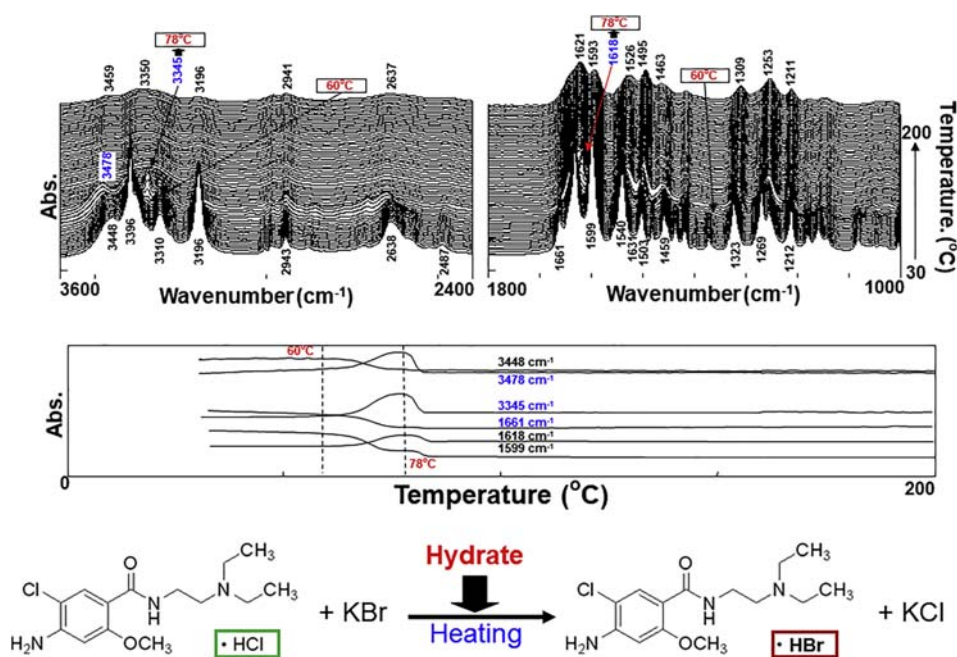 78°C
3459
3350
3345
3196
2941
60°C
2637
Abs.
3478
3448
3396
3310
3196
2943
2638
2487
3600
2400
Wavenumber (cm-1)
78°C
1621
1593
1618
1526
1495
1463
60°C
1309
1253
1211
200
Temperature. (°C)
30
1661
1599
1540
1631
1503
1459
1323
1269
1212
1800
1000
Wavenumber (cm-1)
Abs.
60°C
3448 cm-1
3478 cm-1
3345 cm-1
1661 cm-1
1618 cm-1
1599 cm-1
78°C
0
200
Temperature (°C)
Cl
O
N
H
N
CH3
CH3
H2N
OCH3
• HCl
+ KBr
Hydrate
Heating
Cl
O
N
H
N
CH3
CH3
H2N
OCH3
• HBr
+ KCl